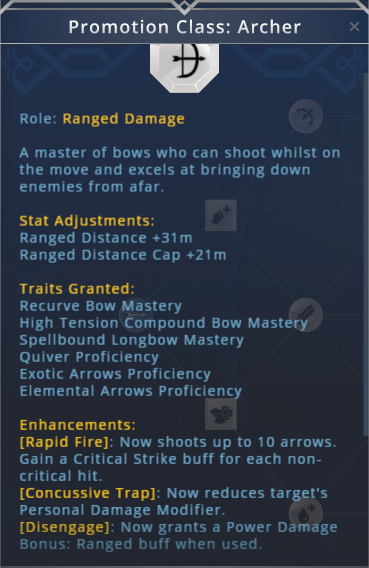 Promotion Class: Archer
Role: Ranged Damage
A master of bows who can shoot whilst on
the move and excels at bringing down
enemies from afar.
Stat Adjustments:
Ranged Distance +31m
Ranged Distance Cap +21m
Traits Granted:
Recurve Bow Mastery
High Tension Compound Bow Mastery
Spellbound Longbow Mastery
Quiver Proficiency
Exotic Arrows Proficiency
Elemental Arrows Proficiency
Enhancements:
[Rapid Fire]: Now shoots up to 10 arrows.
Gain a Critical Strike buff for each non-
critical hit.
[Concussive Trap]: Now reduces target's
Personal Damage Modifier.
[Disengage]: Now grants a Power Damage
Bonus: Ranged buff when used.